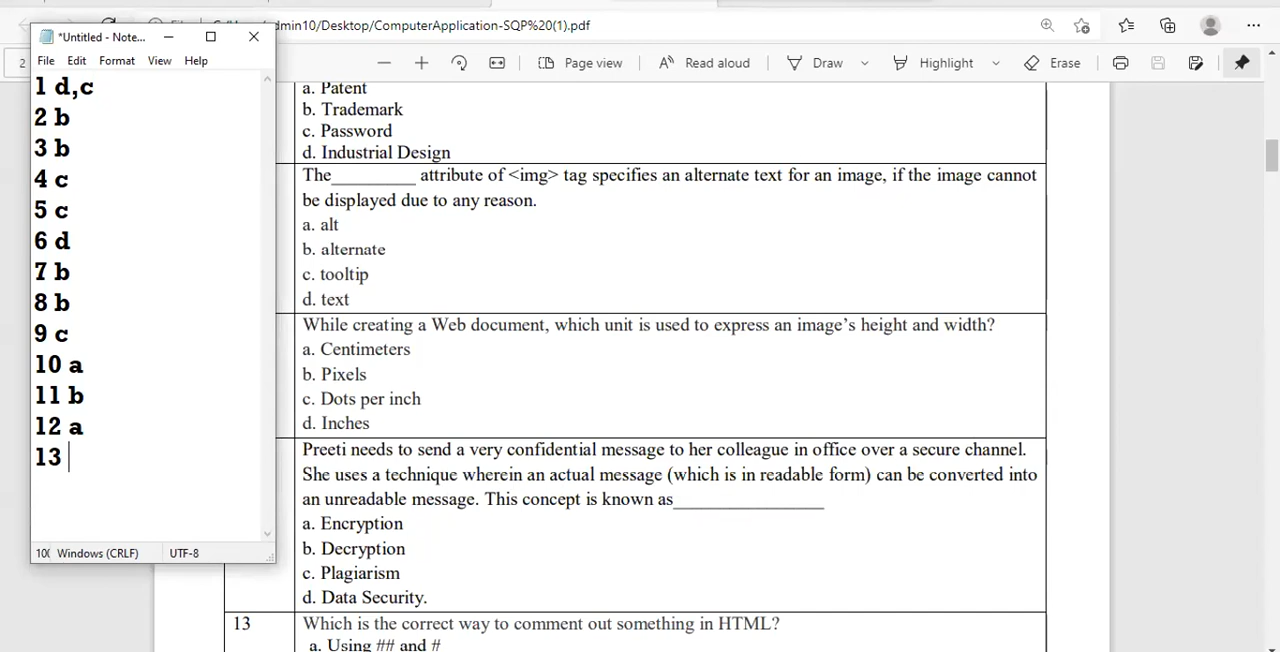 C:/Users/admin10/Desktop/ComputerApplication-SQP%20(1).pdf
*Untitled - Note...
File Edit Format View Help
2
Page view
Read aloud
Draw
Highlight
Erase
1 d,c
2 b
3 b
4 c
5 c
6 d
7 b
8 b
9 c
10 a
11 b
12 a
13
Windows (CRLF)
UTF-8
a. Patent
b. Trademark
c. Password
d. Industrial Design
The_________ attribute of <img> tag specifies an alternate text for an image, if the image cannot
be displayed due to any reason.
a. alt
b. alternate
c. tooltip
d. text
While creating a Web document, which unit is used to express an image’s height and width?
a. Centimeters
b. Pixels
c. Dots per inch
d. Inches
Preeti needs to send a very confidential message to her colleague in office over a secure channel.
She uses a technique wherein an actual message (which is in readable form) can be converted into
an unreadable message. This concept is known as________________
a. Encryption
b. Decryption
c. Plagiarism
d. Data Security.
13 Which is the correct way to comment out something in HTML?
a. Using ## and #